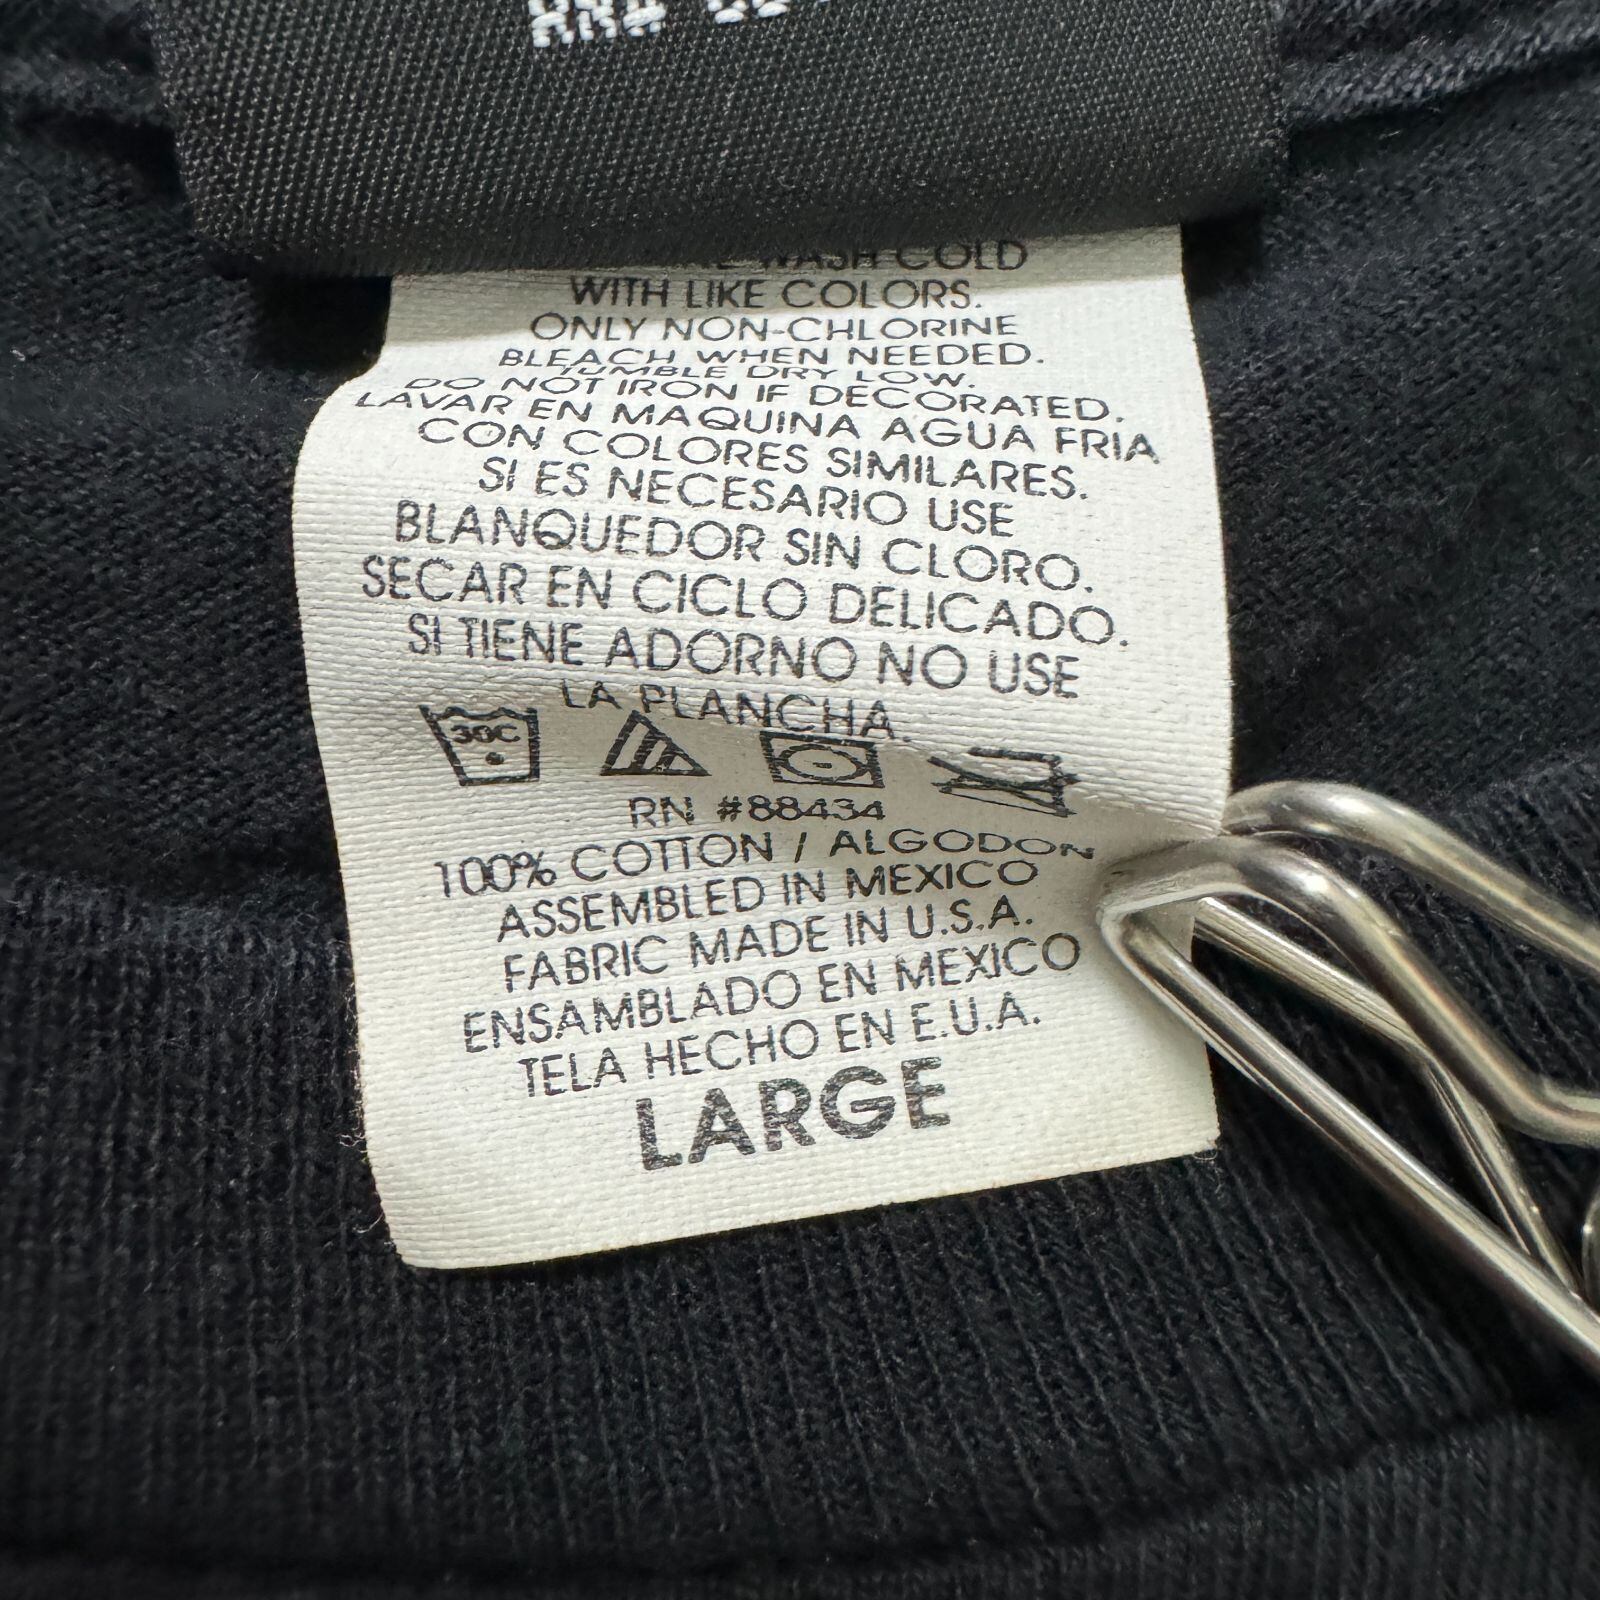 WASH COLD
WITH LIKE COLORS.
ONLY NON-CHLORINE
BLEACH WHEN NEEDED.
TUMBLE DRY LOW.
DO NOT IRON IF DECORATED.
LAVAR EN MAQUINA AGUA FRIA
CON COLORES SIMILARES.
SI ES NECESARIO USE
BLANQUEDOR SIN CLORO.
SECAR EN CICLO DELICADO.
SI TIENE ADORNO NO USE
LA PLANCHA.
30C
RN #88434
100% COTTON / ALGODON
ASSEMBLED IN MEXICO
FABRIC MADE IN U.S.A.
ENSAMBLADO EN MEXICO
TELA HECHO EN E.U.A.
LARGE